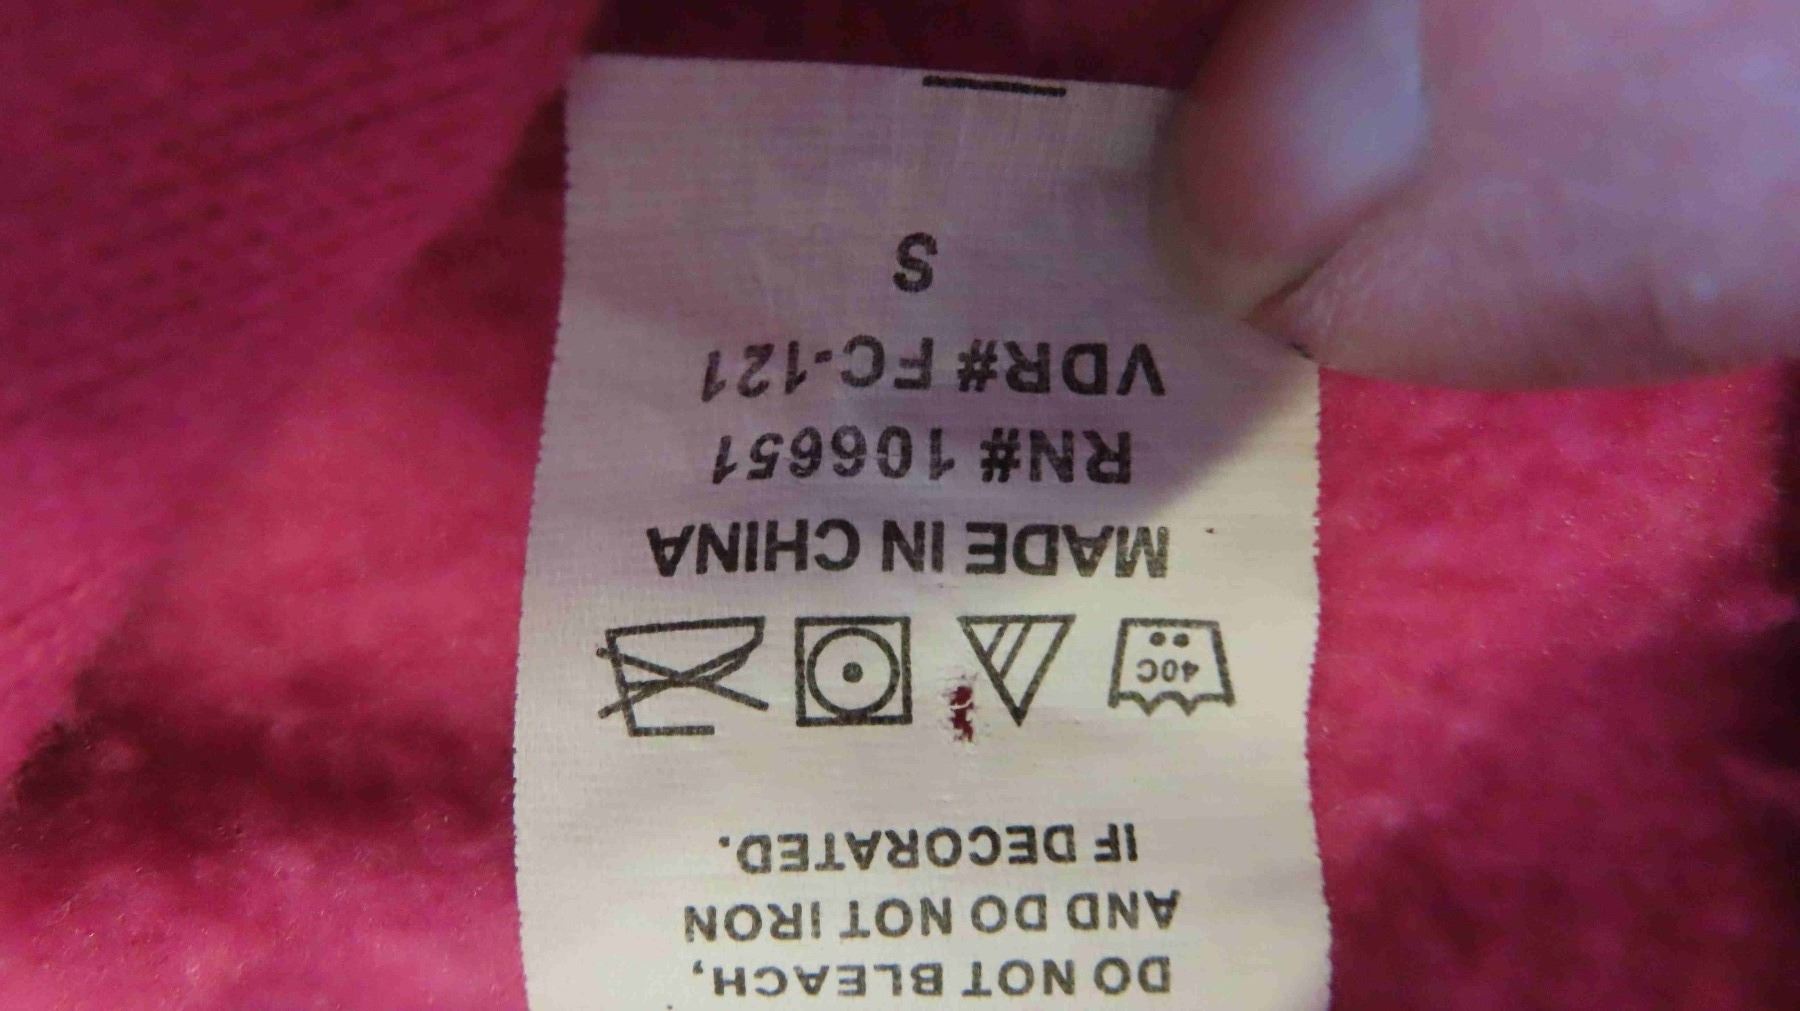 DO NOT BLEACH,
AND DO NOT IRON
IF DECORATED.
40C
MADE IN CHINA
RN# 106651
VDR# FC-121
S